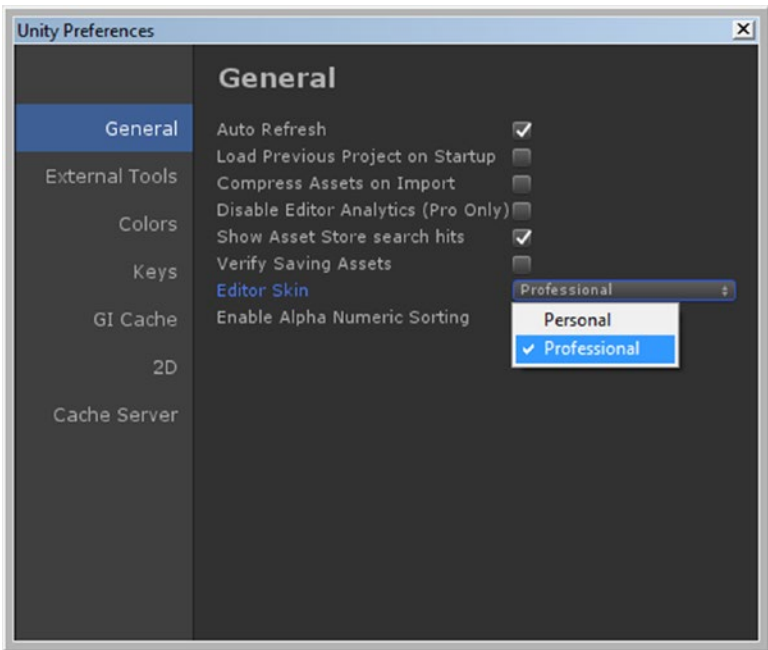 Unity Preferences
General
General
External Tools
Colors
Keys
GI Cache
2D
Cache Server
Auto Refresh
Load Previous Project on Startup
Compress Assets on Import
Disable Editor Analytics (Pro Only)
Show Asset Store search hits
Verify Saving Assets
Editor Skin Professional
Enable Alpha Numeric Sorting
Personal
Professional